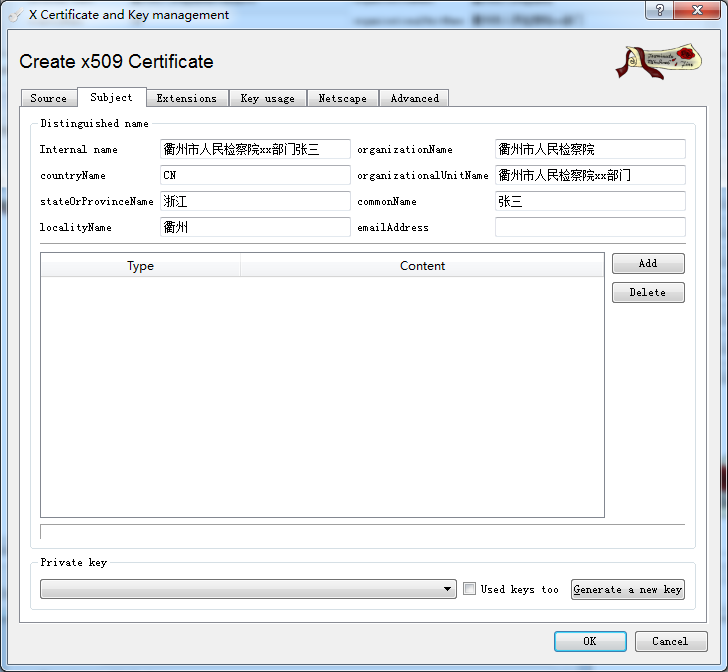 X Certificate and Key management
Create x509 Certificate
Source Subject Extensions Key usage Netscape Advanced
Distinguished name
Internal name 衢州市人民检察院xx部门张三 organizationName 衢州市人民检察院
countryName CN organizationalUnitName 衢州市人民检察院xx部门
stateOrProvinceName 浙江 commonName 张三
localityName 衢州 emailAddress
Type Content Add
Delete
Private key
Used keys too Generate a new key
OK Cancel